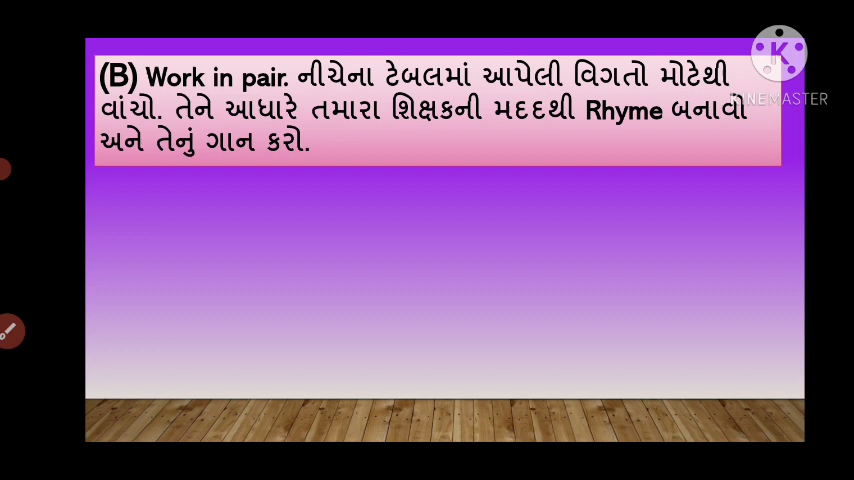 (B) Work in pair. નીચેના ટેબલમાં આપેલી વિગતો મોટેથી
વાંચો. તેને આધારે તમારા શિક્ષકની મદદથી Rhyme બનાવો
અને તેનું ગાન કરો.
KINEMASTER